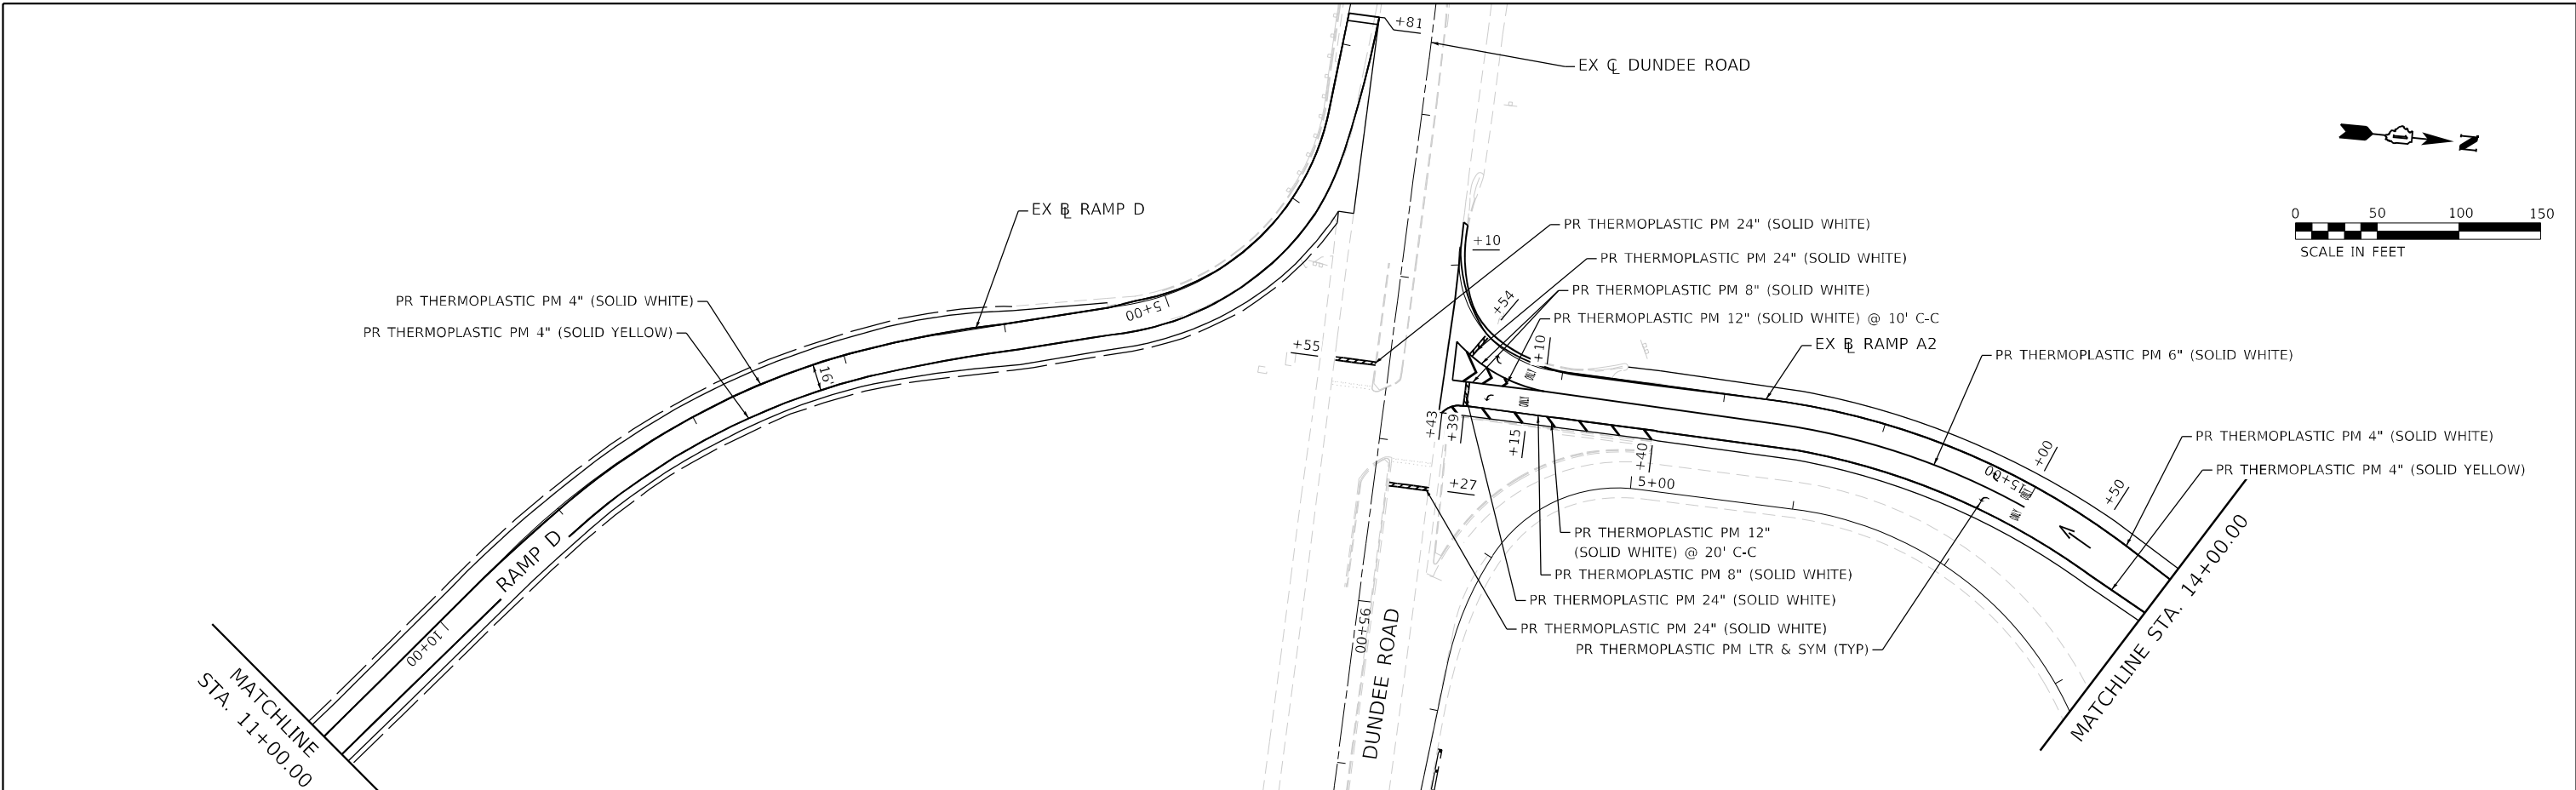 +81
EX ℄ DUNDEE ROAD
N
0 50 100 150
SCALE IN FEET
EX B̲L RAMP D
PR THERMOPLASTIC PM 24" (SOLID WHITE)
+10
PR THERMOPLASTIC PM 24" (SOLID WHITE)
PR THERMOPLASTIC PM 8" (SOLID WHITE)
+54
PR THERMOPLASTIC PM 12" (SOLID WHITE) @ 10' C-C
PR THERMOPLASTIC PM 4" (SOLID WHITE)
5+00
PR THERMOPLASTIC PM 4" (SOLID YELLOW)
+55
+10
EX BL RAMP A2
PR THERMOPLASTIC PM 6" (SOLID WHITE)
16'
ONLY
ONLY
+43
+39
+15
+40
+00
PR THERMOPLASTIC PM 4" (SOLID WHITE)
PR THERMOPLASTIC PM 4" (SOLID YELLOW)
15+00
ONLY
ONLY
+50
+27
5+00
PR THERMOPLASTIC PM 12"
(SOLID WHITE) @ 20' C-C
PR THERMOPLASTIC PM 8" (SOLID WHITE)
PR THERMOPLASTIC PM 24" (SOLID WHITE)
PR THERMOPLASTIC PM 24" (SOLID WHITE)
PR THERMOPLASTIC PM LTR & SYM (TYP)
RAMP D
10+00
95+00
DUNDEE ROAD
MATCHLINE STA. 14+00.00
MATCHLINE
STA. 11+00.00